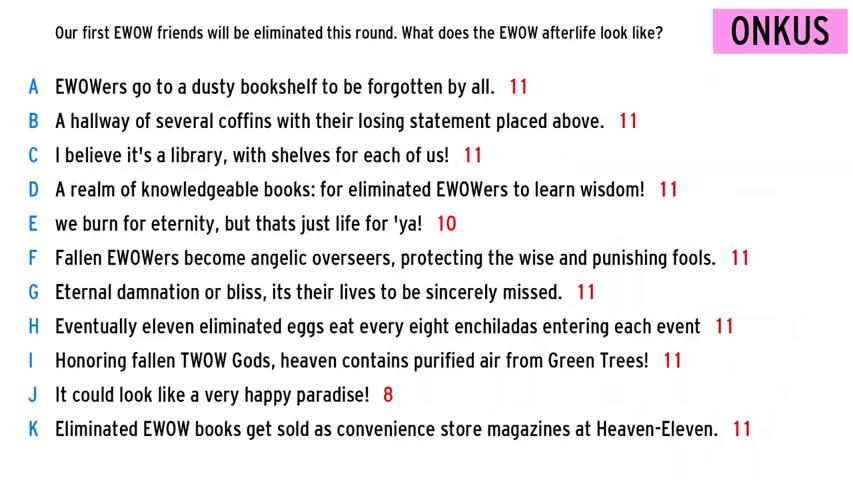 Our first EWOW friends will be eliminated this round. What does the EWOW afterlife look like?
ONKUS
A EWOWers go to a dusty bookshelf to be forgotten by all. 11
B A hallway of several coffins with their losing statement placed above. 11
C I believe it's a library, with shelves for each of us! 11
D A realm of knowledgeable books: for eliminated EWOWers to learn wisdom! 11
E we burn for eternity, but thats just life for 'ya! 10
F Fallen EWOWers become angelic overseers, protecting the wise and punishing fools. 11
G Eternal damnation or bliss, its their lives to be sincerely missed. 11
H Eventually eleven eliminated eggs eat every eight enchiladas entering each event 11
I Honoring fallen TWOW Gods, heaven contains purified air from Green Trees! 11
J It could look like a very happy paradise! 8
K Eliminated EWOW books get sold as convenience store magazines at Heaven-Eleven. 11